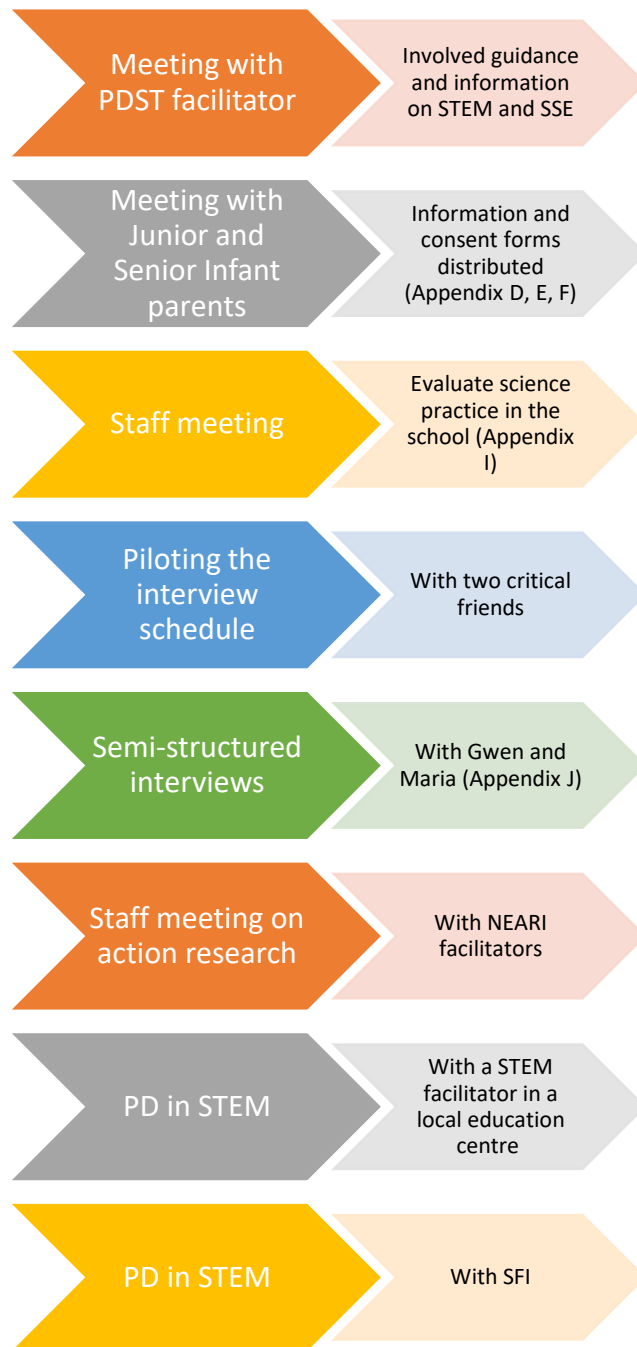 Meeting with
PDST facilitator
Involved guidance
and information
on STEM and SSE
Meeting with
Junior and
Senior Infant
parents
Information and
consent forms
distributed
(Appendix D, E, F)
Staff meeting
Evaluate science
practice in the
school (Appendix
I)
Piloting the
interview
schedule
With two critical
friends
Semi-structured
interviews
With Gwen and
Maria (Appendix J)
Staff meeting on
action research
With NEARI
facilitators
PD in STEM
With a STEM
facilitator in a
local education
centre
PD in STEM
With SFI